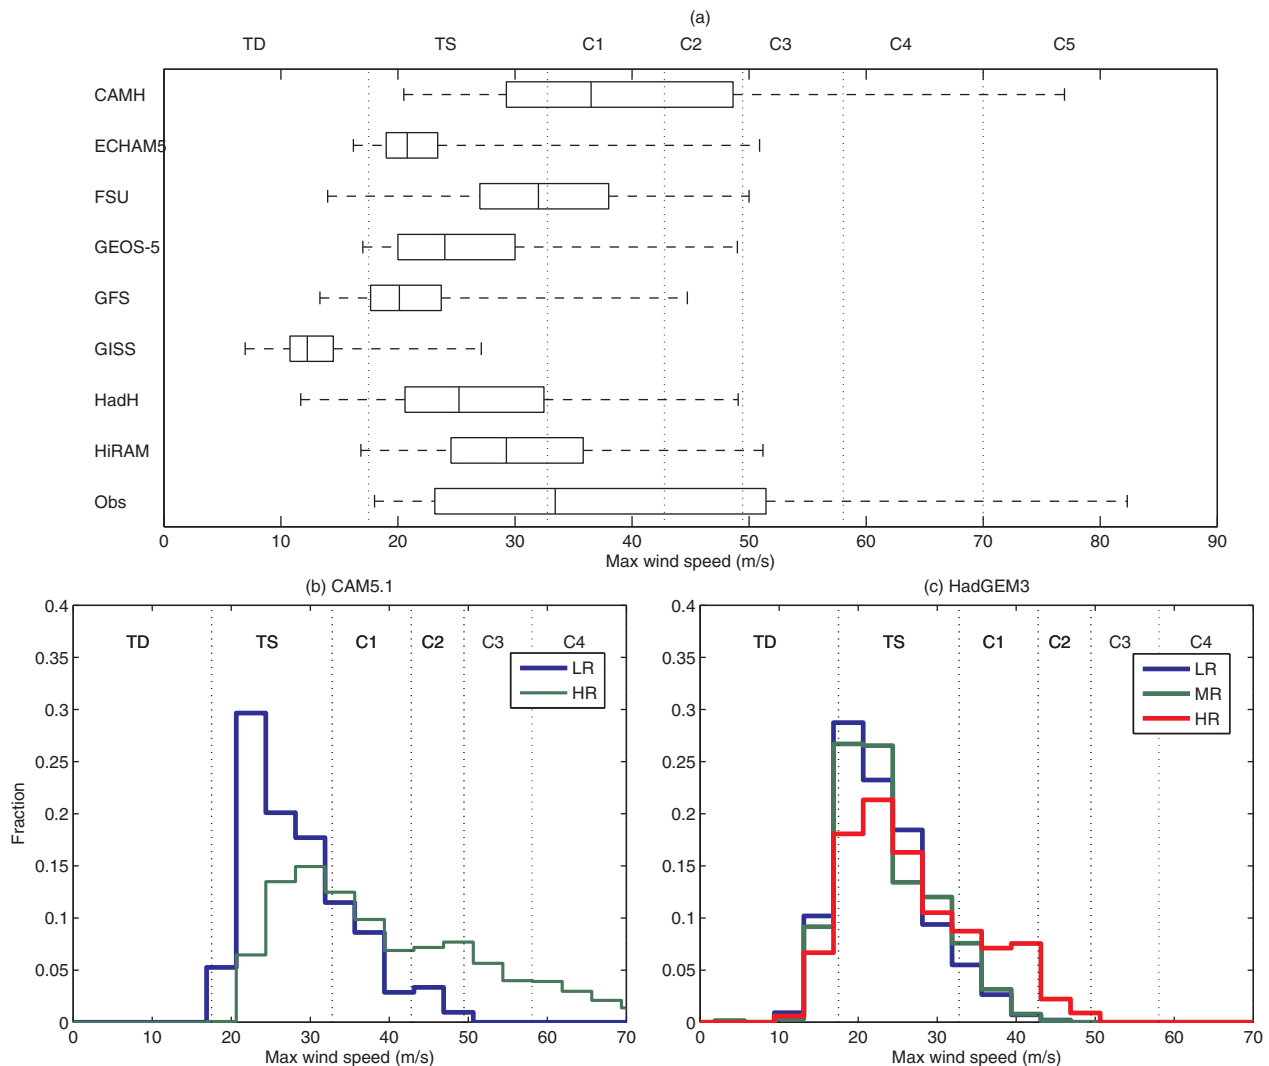 (a)
TD TS C1 C2 C3 C4 C5
CAMH
ECHAM5
FSU
GEOS-5
GFS
GISS
HadH
HiRAM
Obs
0 10 20 30 40 50 60 70 80 90
Max wind speed (m/s)
(b) CAM5.1
0.4
0.35
0.3
0.25
0.2
0.15
0.1
0.05
0
Fraction
TD TS C1 C2 C3 C4
LR
HR
0 10 20 30 40 50 60 70
Max wind speed (m/s)
(c) HadGEM3
0.4
0.35
0.3
0.25
0.2
0.15
0.1
0.05
0
TD TS C1 C2 C3 C4
LR
MR
HR
0 10 20 30 40 50 60 70
Max wind speed (m/s)